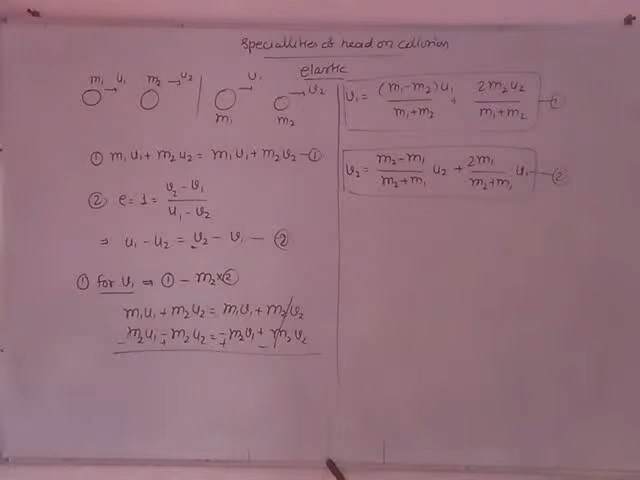 Specialities of head on collision
elastic
m₁ → u₁ m₂ → u₂ | → v₁ → v₂
m₁ m₂
① m₁u₁ + m₂u₂ = m₁v₁ + m₂v₂ – ①
② e = 1 = (v₂ – v₁)/(u₁ – u₂)
⇒ u₁ – u₂ = v₂ – v₁ — ②
① for v₁ ⇒ ① – m₂×②
m₁u₁ + m₂u₂ = m₁v₁ + m₂v₂
m₂u₁ – m₂u₂ = – m₂v₁ + m₂v₂
– + + –
v₁ = (m₁–m₂)u₁/(m₁+m₂) + 2m₂u₂/(m₁+m₂) – ①
v₂ = (m₂–m₁)/(m₂+m₁) u₂ + 2m₁/(m₂+m₁) u₁ – ②